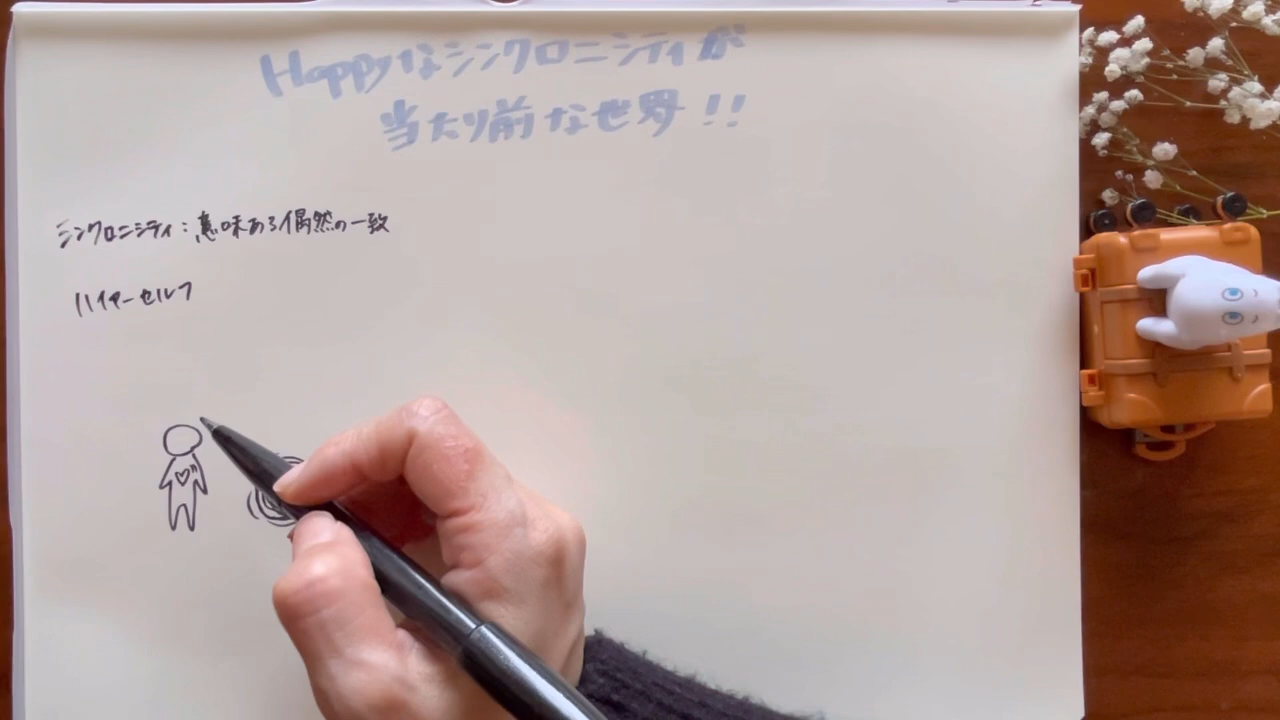 Happyなシンクロニシティが
当たり前な世界!!
シンクロニシティ:意味ある偶然の一致
ハイヤーセルフ